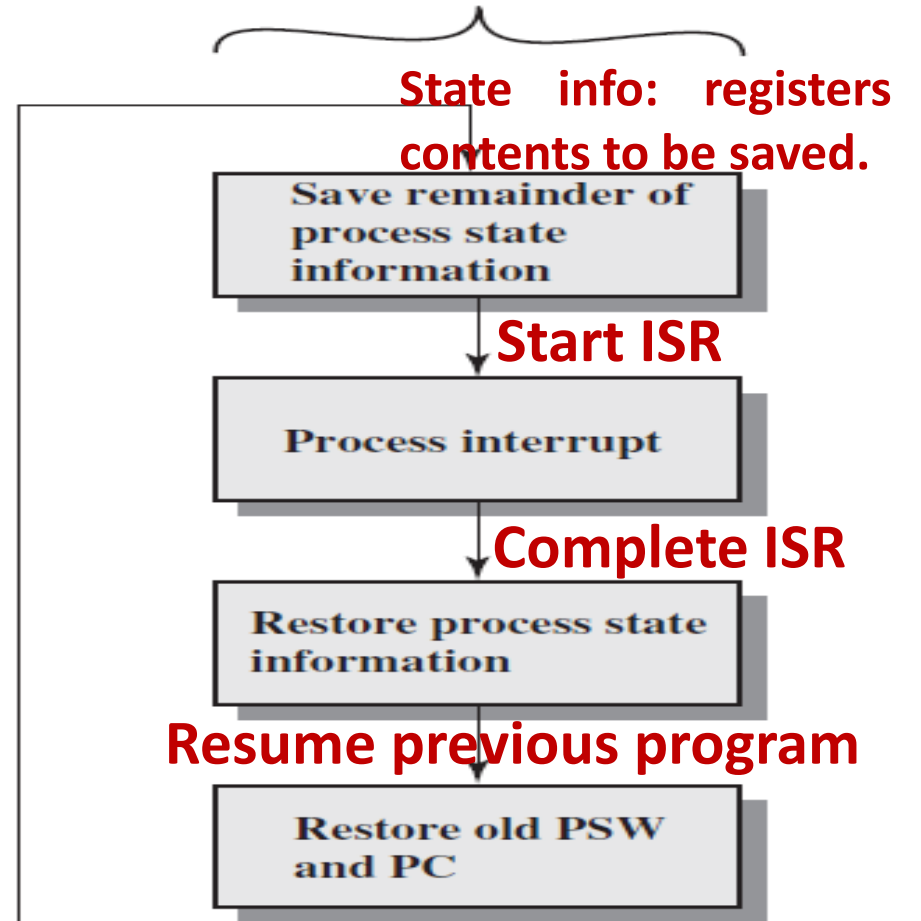 State info: registers
contents to be saved.
Save remainder of
process state
information
Start ISR
Process interrupt
Complete ISR
Restore process state
information
Resume previous program
Restore old PSW
and PC